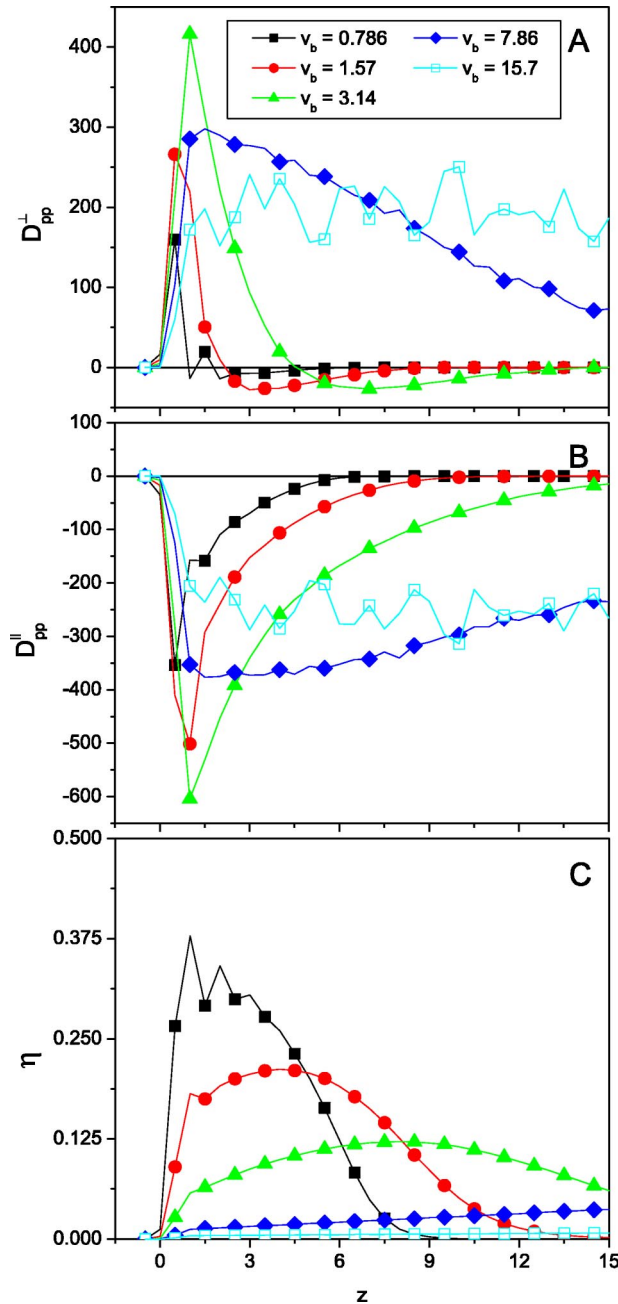 A
v_b = 0.786
v_b = 7.86
v_b = 1.57
v_b = 15.7
v_b = 3.14
400
300
200
100
0
D_pp^⊥
B
100
0
-100
-200
-300
-400
-500
-600
D_pp^||
C
0.500
0.375
0.250
0.125
0.000
η
0 3 6 9 12 15
z